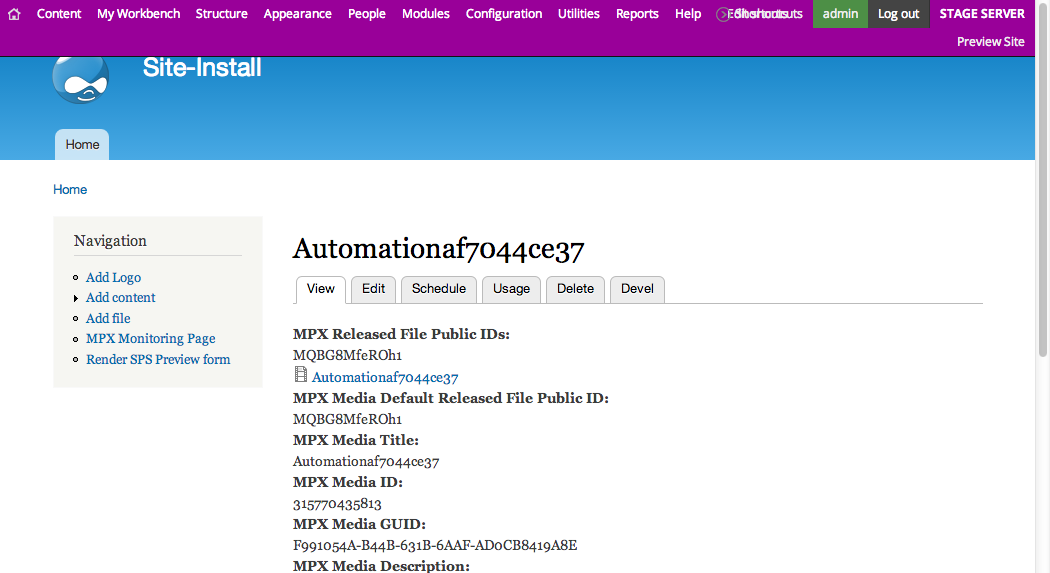 Content My Workbench Structure Appearance People Modules Configuration Utilities Reports Help admin Log out STAGE SERVER
Preview Site
Site-Install
Home
Home
Navigation
Add Logo
Add content
Add file
MPX Monitoring Page
Render SPS Preview form
Automationaf7044ce37
View Edit Schedule Usage Delete Devel
MPX Released File Public IDs:
MQBG8MfeROh1
Automationaf7044ce37
MPX Media Default Released File Public ID:
MQBG8MfeROh1
MPX Media Title:
Automationaf7044ce37
MPX Media ID:
315770435813
MPX Media GUID:
F991054A-B44B-631B-6AAF-AD0CB8419A8E
MPX Media Description: